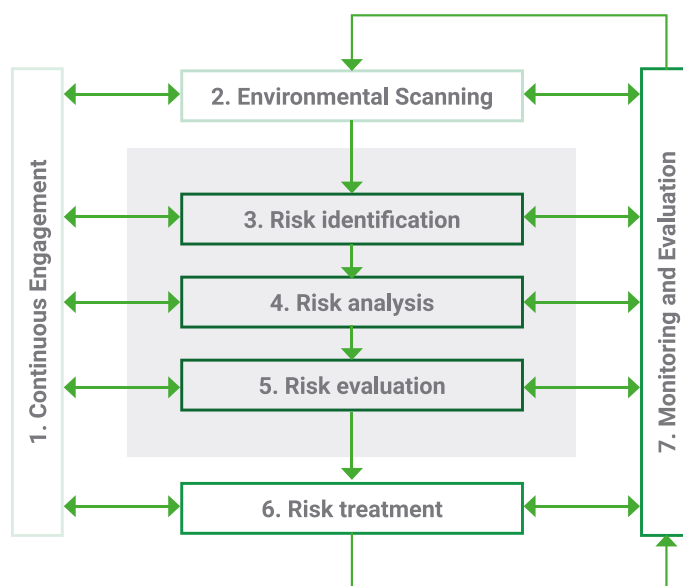 1. Continuous Engagement
2. Environmental Scanning
3. Risk identification
4. Risk analysis
5. Risk evaluation
6. Risk treatment
7. Monitoring and Evaluation